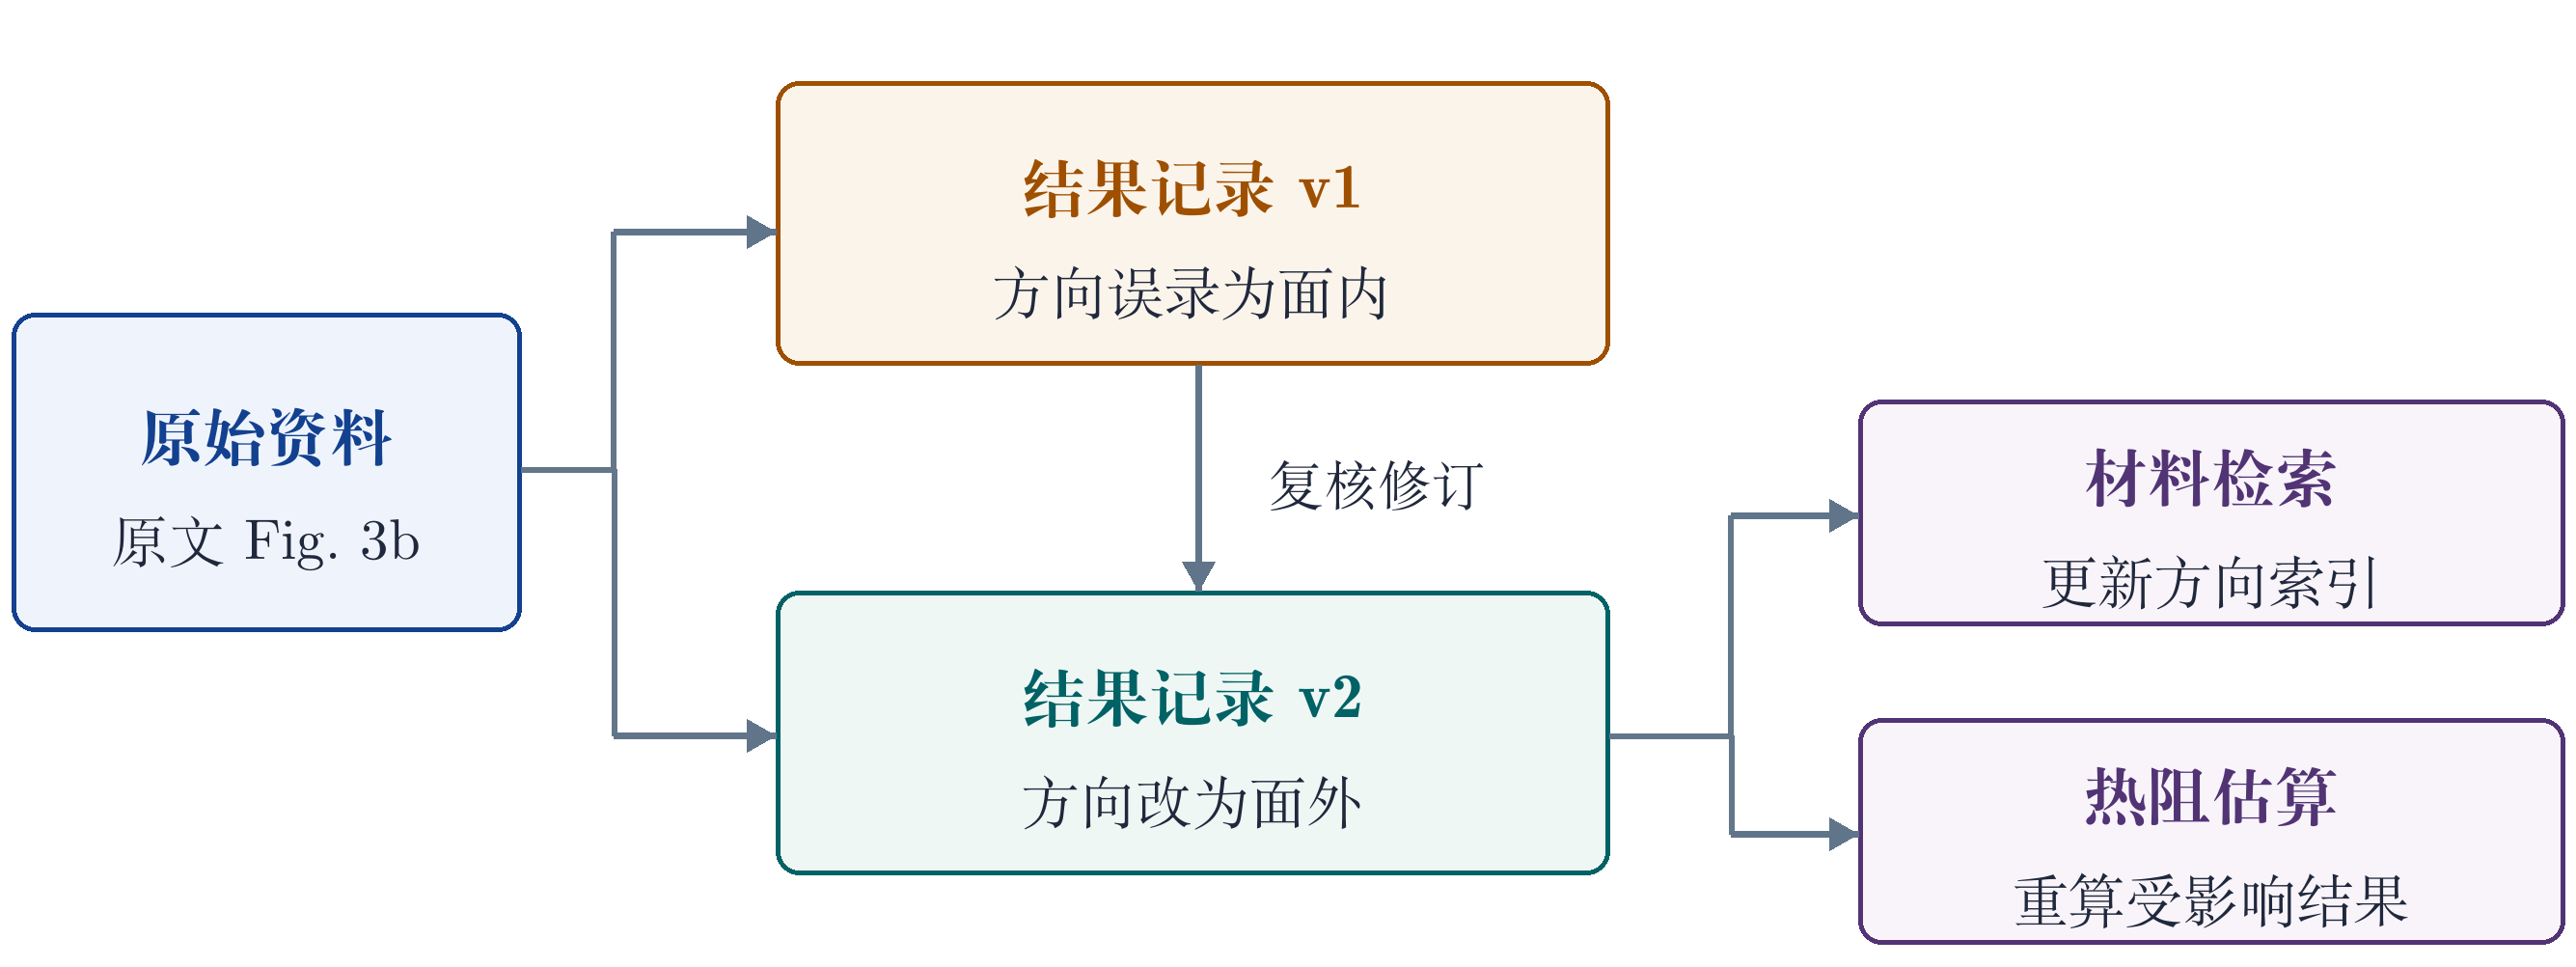 原始资料
原文 Fig. 3b
结果记录 v1
方向误录为面内
复核修订
结果记录 v2
方向改为面外
材料检索
更新方向索引
热阻估算
重算受影响结果